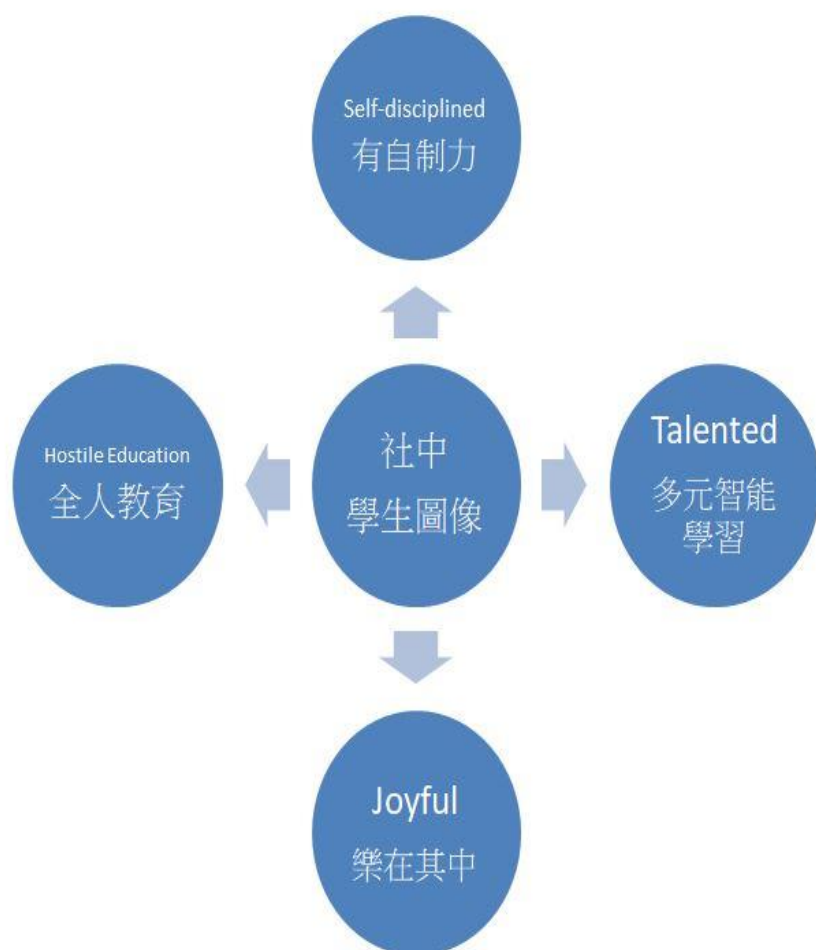 Self-disciplined
有自制力
Hostile Education
全人教育
社中
學生圖像
Talented
多元智能
學習
Joyful
樂在其中